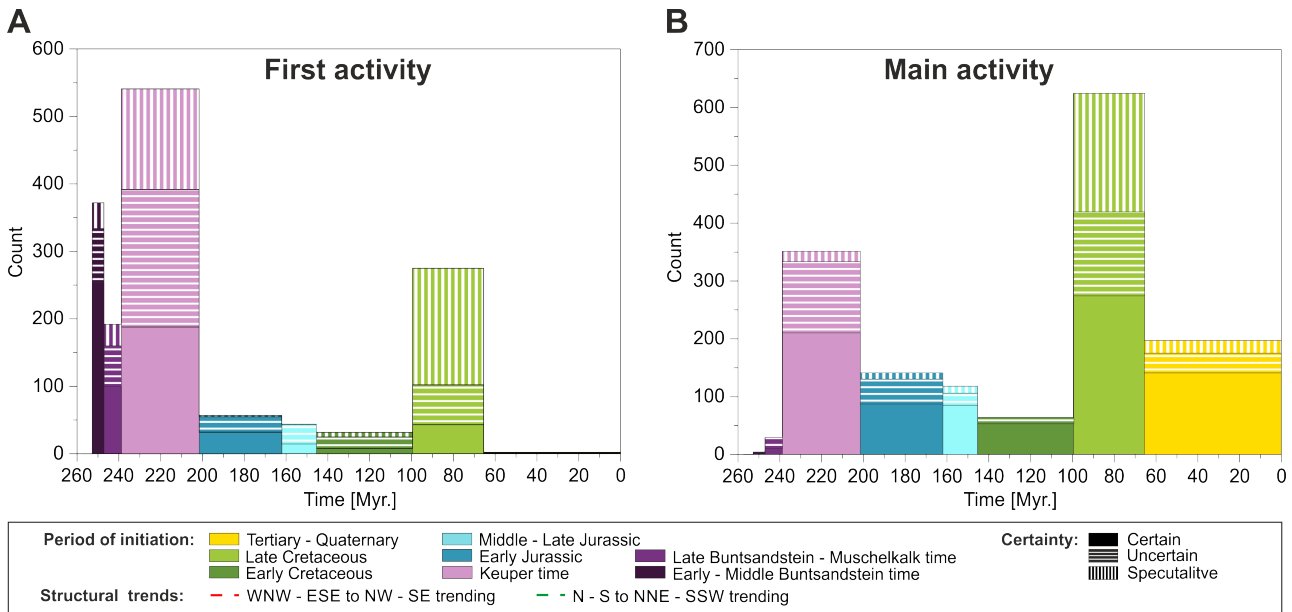 A
B
First activity
Main activity
600
500
400
300
200
100
0
Count
260 240 220 200 180 160 140 120 100 80 60 40 20 0
Time [Myr.]
700
600
500
400
300
200
100
0
Count
260 240 220 200 180 160 140 120 100 80 60 40 20 0
Time [Myr.]
Period of initiation: Tertiary - Quaternary Middle - Late Jurassic Certainty: Certain
Late Cretaceous Early Jurassic Late Buntsandstein - Muschelkalk time Uncertain
Early Cretaceous Keuper time Early - Middle Buntsandstein time Specutalitve
Structural trends: WNW - ESE to NW - SE trending N - S to NNE - SSW trending